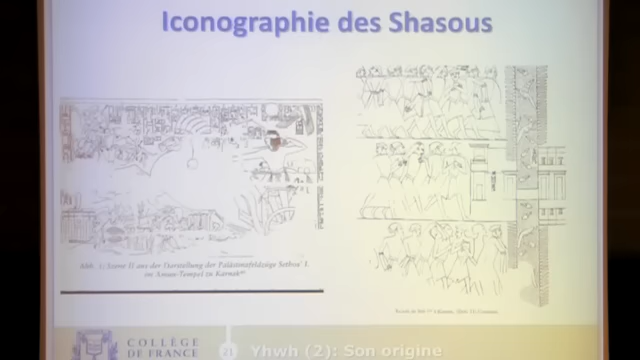 Iconographie des Shasous
Abb. 1: Szene II aus der Darstellung der Palästinafeldzüge Sethos' I.
im Amun-Tempel zu Karnak
COLLÈGE
DE FRANCE
21
Yhwh (2): Son origine